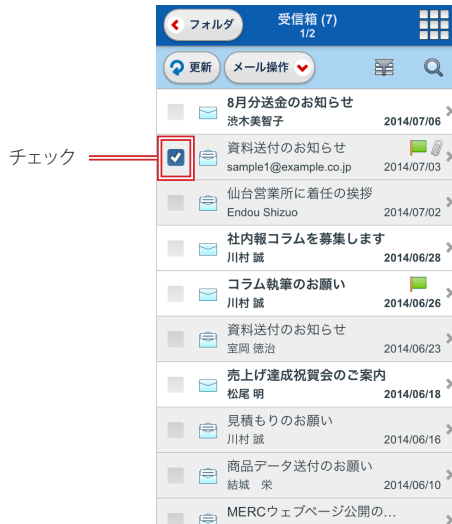 フォルダ
受信箱 (7)
1/2
更新
メール操作
8月分送金のお知らせ
渋木美智子
2014/07/06
チェック
資料送付のお知らせ
sample1@example.co.jp
2014/07/03
仙台営業所に着任の挨拶
Endou Shizuo
2014/07/02
社内報コラムを募集します
川村 誠
2014/06/28
コラム執筆のお願い
川村 誠
2014/06/26
資料送付のお知らせ
室岡 徳治
2014/06/23
売上げ達成祝賀会のご案内
松尾 明
2014/06/18
見積もりのお願い
川村 誠
2014/06/16
商品データ送付のお願い
結城　栄
2014/06/10
MERCウェブページ公開の…